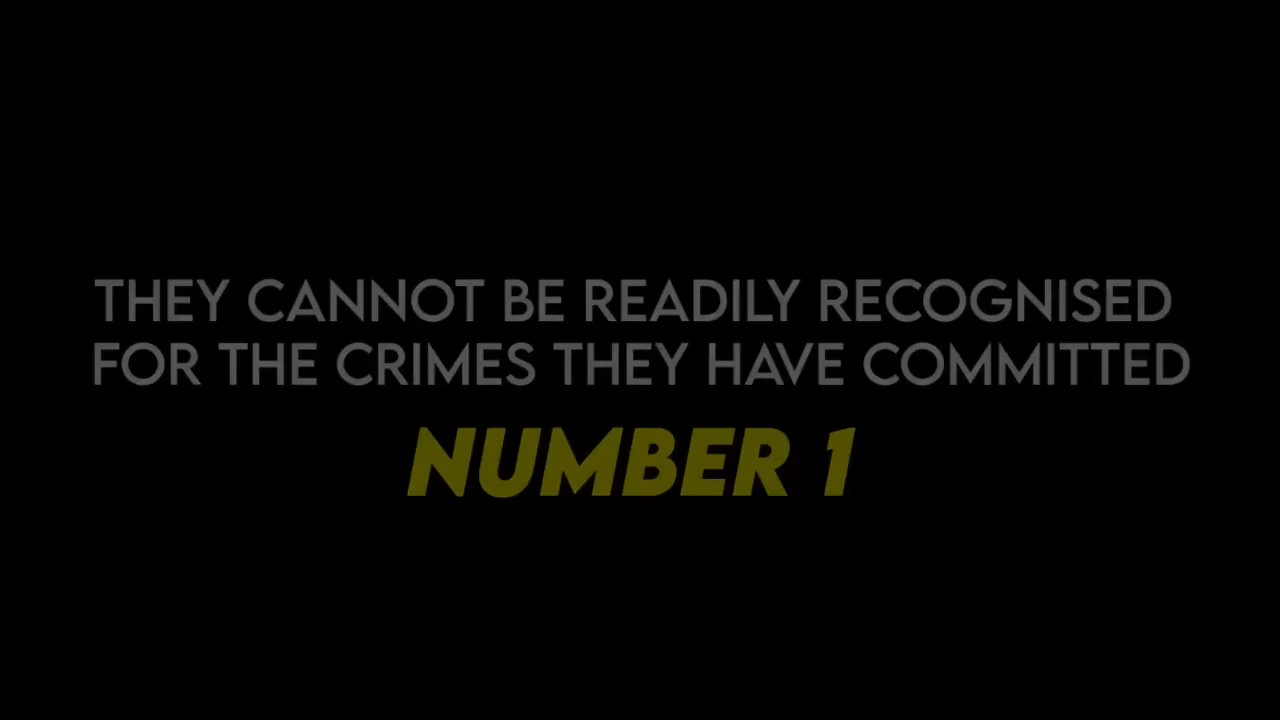 THEY CANNOT BE READILY RECOGNISED
FOR THE CRIMES THEY HAVE COMMITTED
NUMBER 1